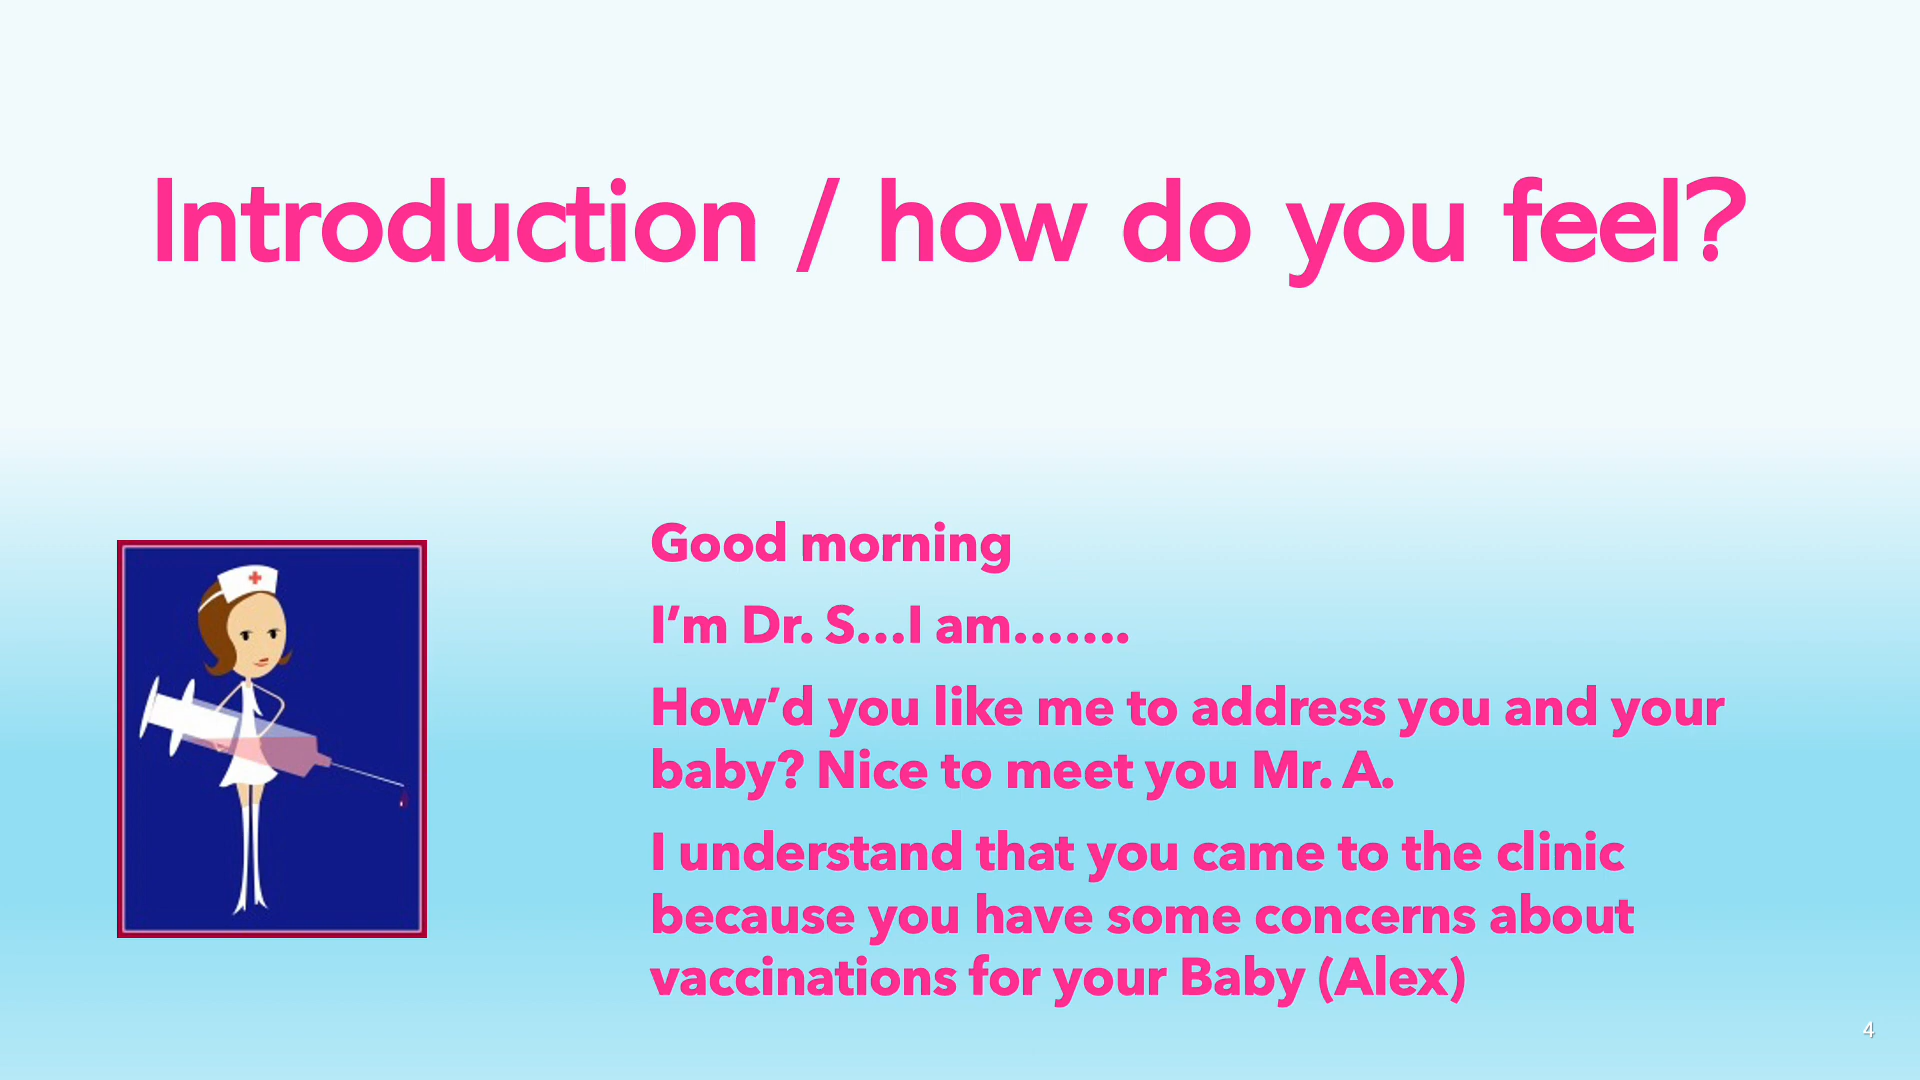 Introduction / how do you feel?
Good morning
I’m Dr. S...I am.......
How’d you like me to address you and your
baby? Nice to meet you Mr. A.
I understand that you came to the clinic
because you have some concerns about
vaccinations for your Baby (Alex)
4